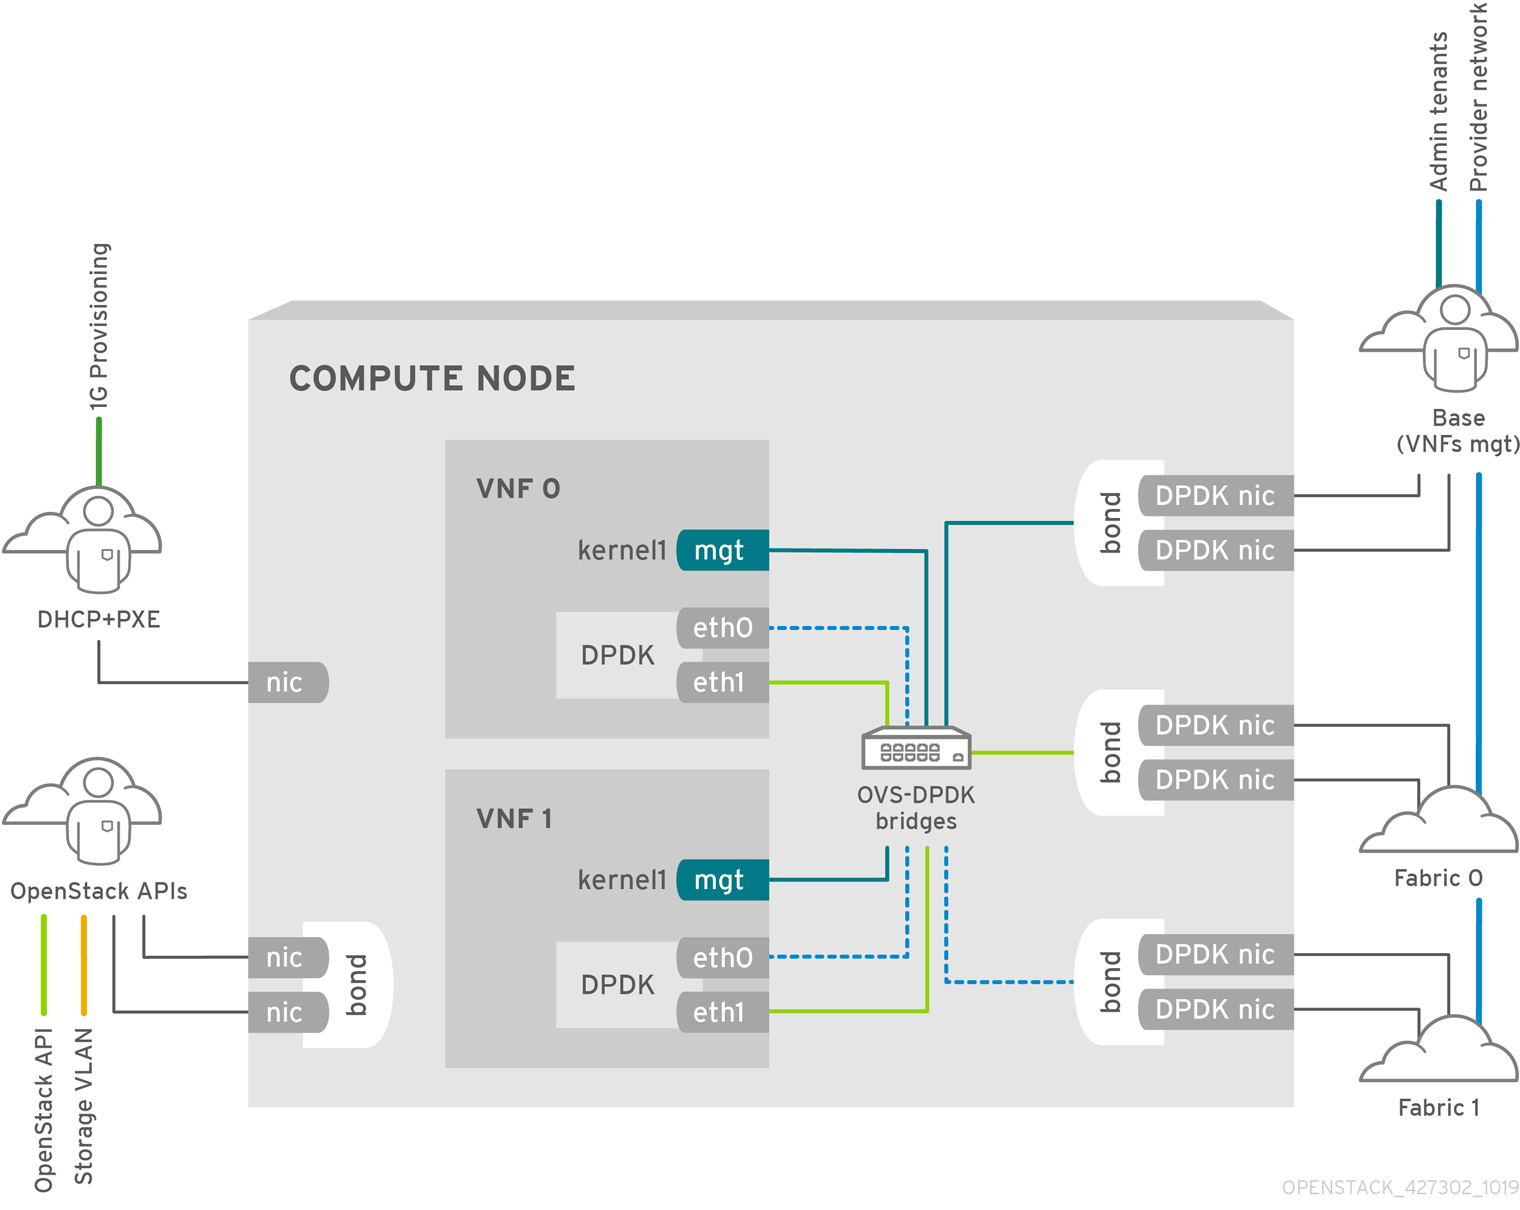 Admin tenants
Provider network
1G Provisioning
COMPUTE NODE
Base
(VNFs mgt)
VNF 0
kernel1
mgt
eth0
DPDK
eth1
bond
DPDK nic
DPDK nic
DHCP+PXE
nic
bond
DPDK nic
DPDK nic
OVS-DPDK
bridges
VNF 1
kernel1
mgt
eth0
DPDK
eth1
Fabric 0
OpenStack APIs
nic
nic
bond
bond
DPDK nic
DPDK nic
OpenStack API
Storage VLAN
Fabric 1
OPENSTACK_427302_1019